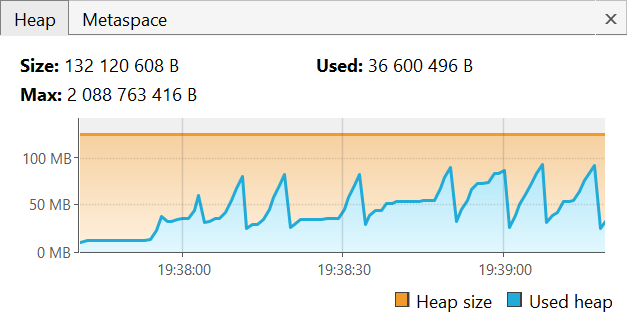 Heap Metaspace
Size: 132 120 608 B Used: 36 600 496 B
Max: 2 088 763 416 B
100 MB
50 MB
0 MB
19:38:00 19:38:30 19:39:00
Heap size Used heap